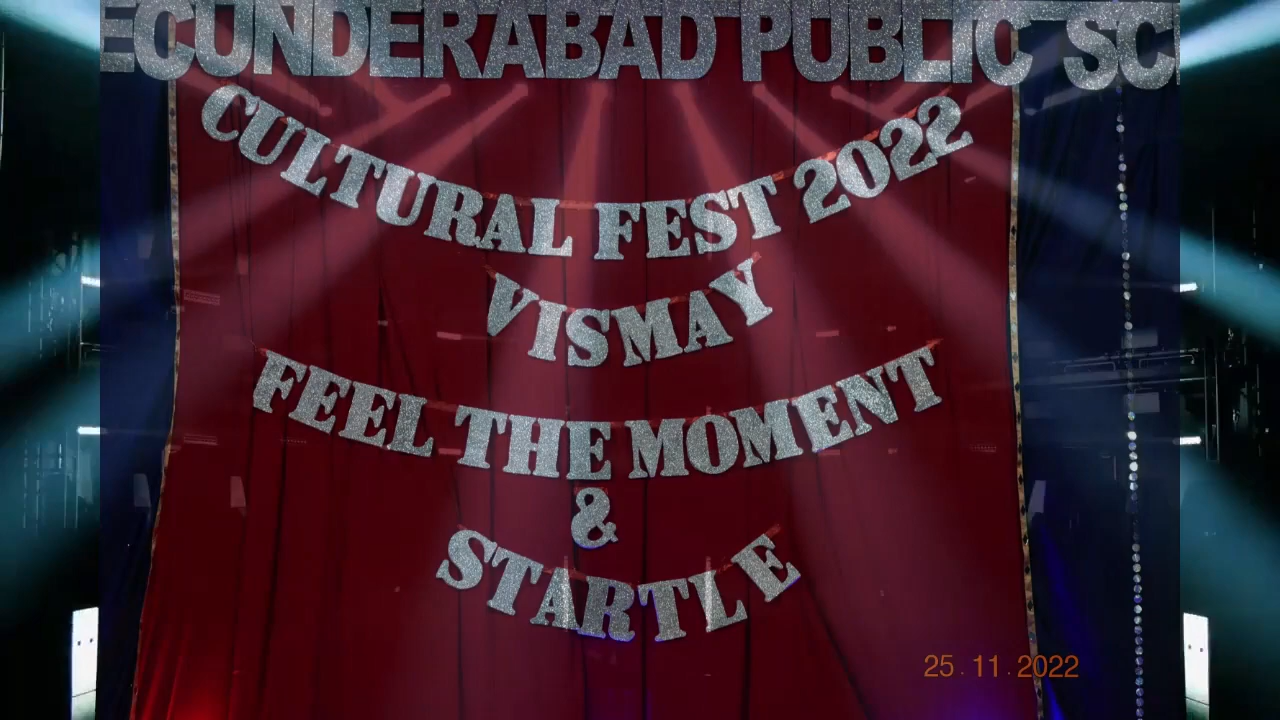 ECUNDERABAD PUBLIC SC
CULTURAL FEST 2022
VISMAY
FEEL THE MOMENT
&
STARTLE
25.11.2022